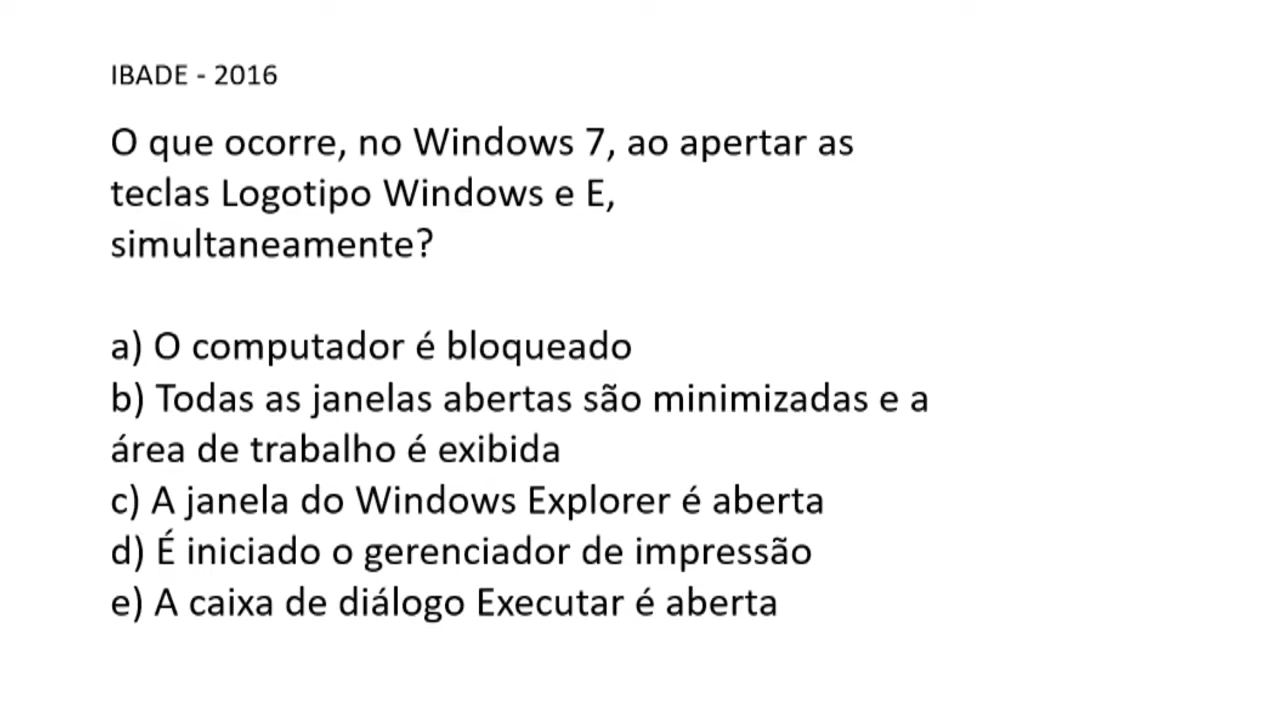 IBADE - 2016
O que ocorre, no Windows 7, ao apertar as
teclas Logotipo Windows e E,
simultaneamente?
a) O computador é bloqueado
b) Todas as janelas abertas são minimizadas e a
área de trabalho é exibida
c) A janela do Windows Explorer é aberta
d) É iniciado o gerenciador de impressão
e) A caixa de diálogo Executar é aberta